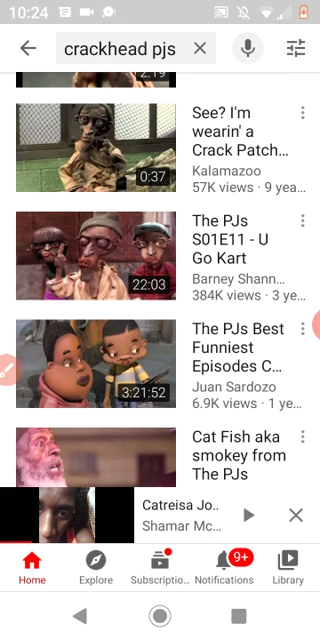 10:24
crackhead pjs
2:19
See? I'm
wearin' a
Crack Patch...
Kalamazoo
57K views · 9 yea...
0:37
The PJs
S01E11 - U
Go Kart
Barney Shann...
384K views · 3 ye...
22:03
The PJs Best
Funniest
Episodes C...
Juan Sardozo
6.9K views · 1 ye...
3:21:52
Cat Fish aka
smokey from
The PJs
Catreisa Jo..
Shamar Mc...
9+
Home
Explore
Subscriptio...
Notifications
Library